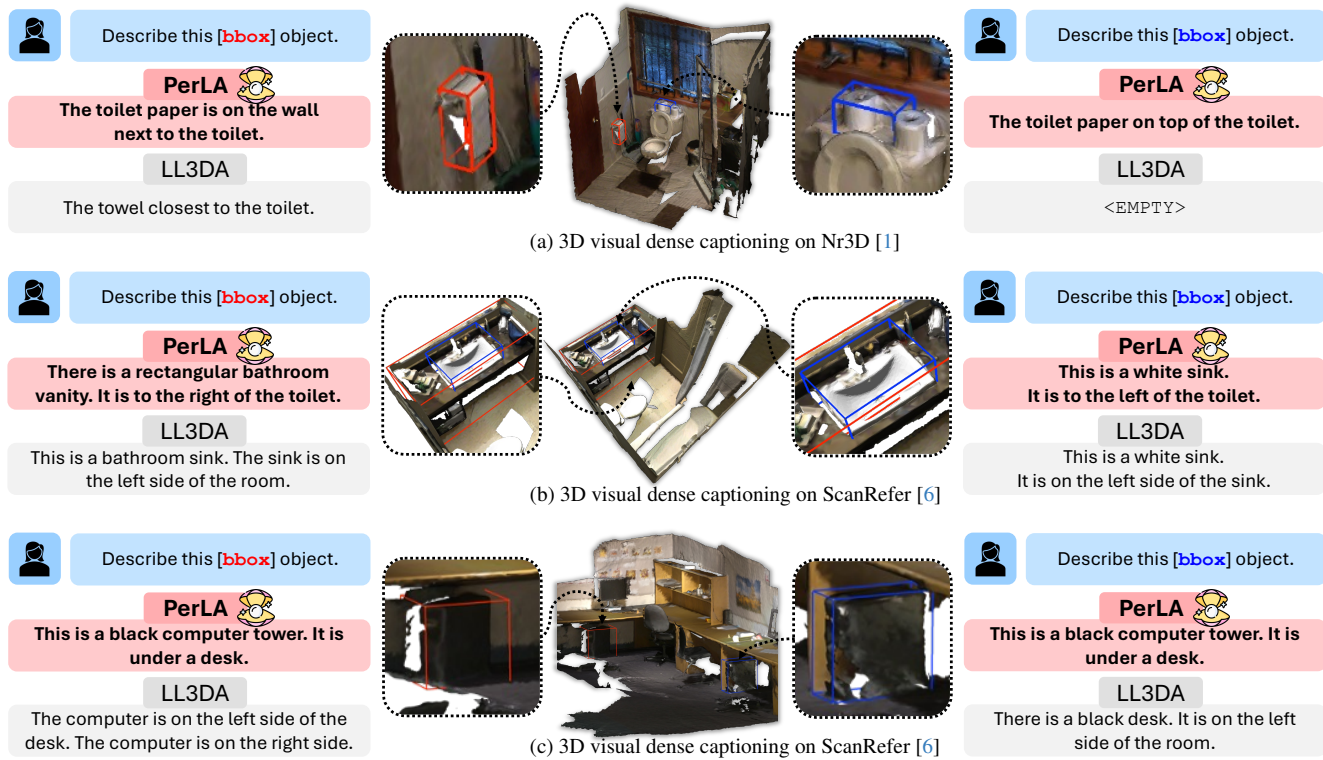 Describe this [bbox] object.
PerLA
The toilet paper is on the wall
next to the toilet.
LL3DA
The towel closest to the toilet.
Describe this [bbox] object.
PerLA
The toilet paper on top of the toilet.
LL3DA
<EMPTY>
(a) 3D visual dense captioning on Nr3D [1]
Describe this [bbox] object.
PerLA
There is a rectangular bathroom
vanity. It is to the right of the toilet.
LL3DA
This is a bathroom sink. The sink is on
the left side of the room.
Describe this [bbox] object.
PerLA
This is a white sink.
It is to the left of the toilet.
LL3DA
This is a white sink.
It is on the left side of the sink.
(b) 3D visual dense captioning on ScanRefer [6]
Describe this [bbox] object.
PerLA
This is a black computer tower. It is
under a desk.
LL3DA
The computer is on the left side of the
desk. The computer is on the right side.
Describe this [bbox] object.
PerLA
This is a black computer tower. It is
under a desk.
LL3DA
There is a black desk. It is on the left
side of the room.
(c) 3D visual dense captioning on ScanRefer [6]